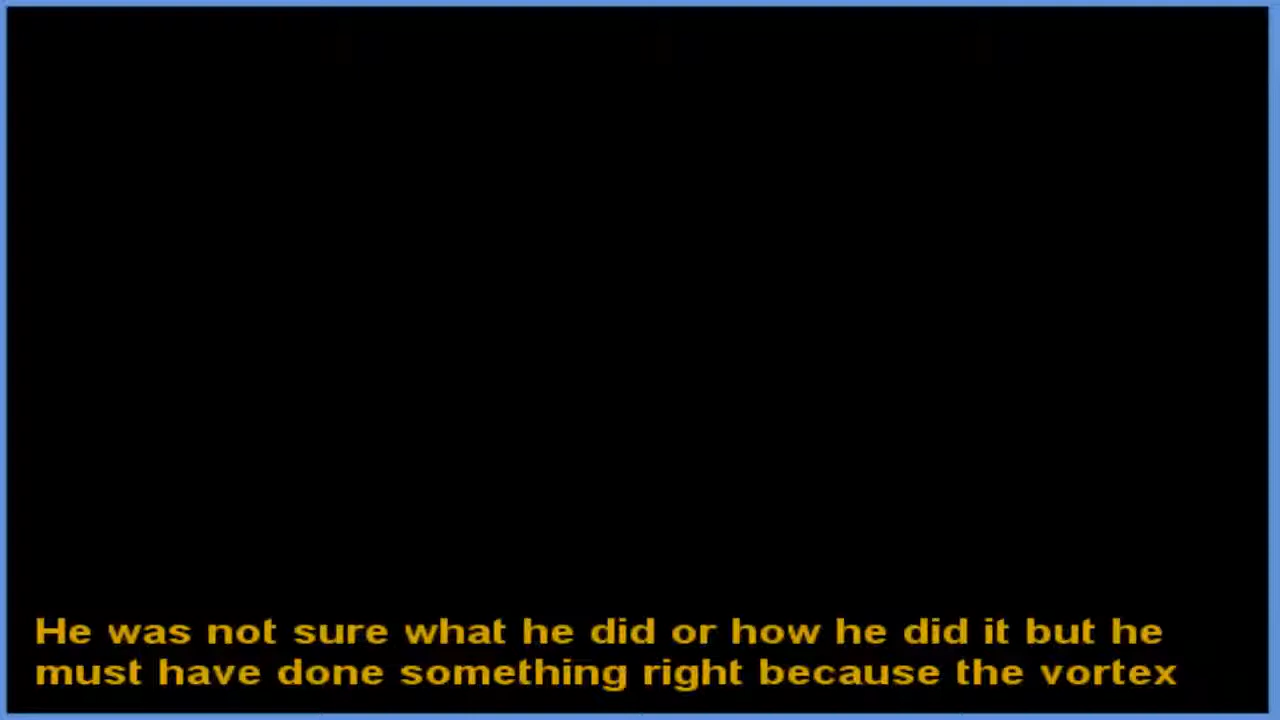 He was not sure what he did or how he did it but he
must have done something right because the vortex